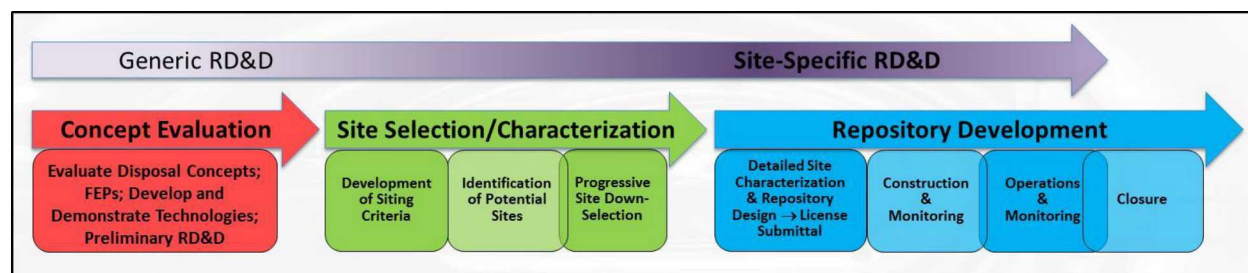 Generic RD&D
Site-Specific RD&D
Concept Evaluation
Site Selection/Characterization
Repository Development
Evaluate Disposal Concepts;
FEPs; Develop and
Demonstrate Technologies;
Preliminary RD&D
Development
of Siting
Criteria
Identification
of Potential
Sites
Progressive
Site Down-
Selection
Detailed Site
Characterization
& Repository
Design → License
Submittal
Construction
&
Monitoring
Operations
&
Monitoring
Closure